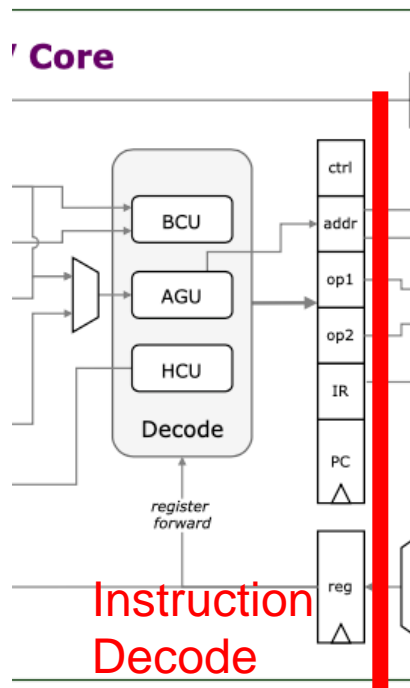 Core
ctrl
BCU
addr
AGU
op1
op2
HCU
IR
Decode
PC
register
forward
reg
Instruction
Decode